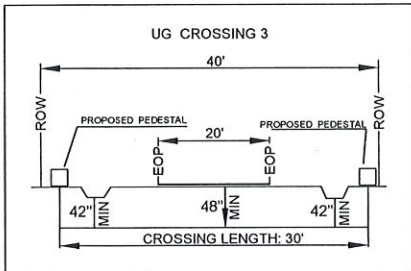 UG CROSSING 3
40'
ROW
ROW
PROPOSED PEDESTAL
PROPOSED PEDESTAL
20'
EOP
EOP
42" MIN
48" MIN
42" MIN
CROSSING LENGTH: 30'